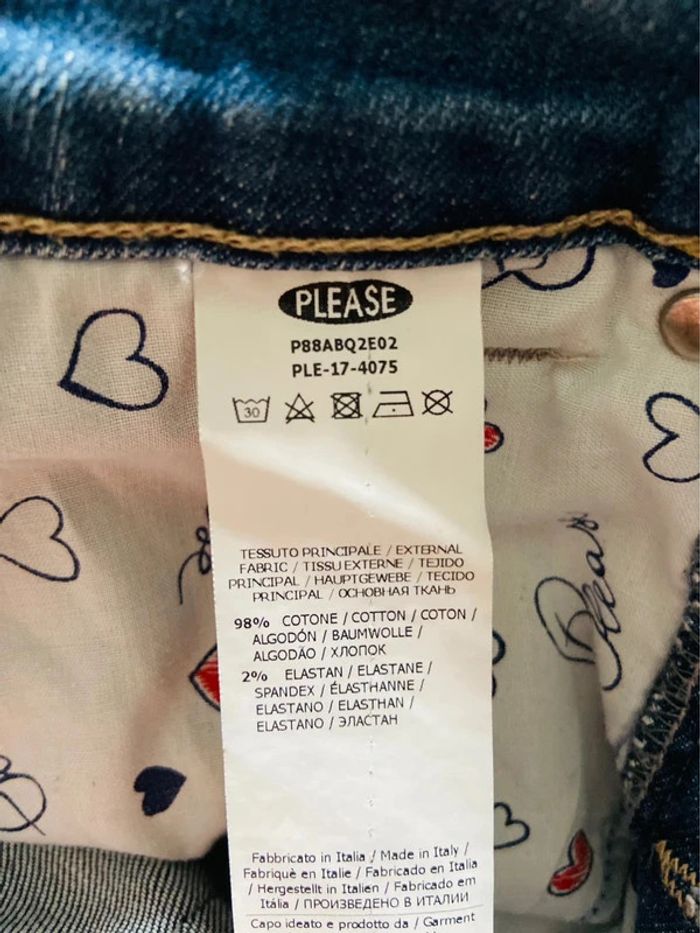 PLEASE
P88ABQ2E02
PLE-17-4075
30
TESSUTO PRINCIPALE / EXTERNAL
FABRIC / TISSU EXTERNE / TEJIDO
PRINCIPAL / HAUPTGEWEBE / TECIDO
PRINCIPAL / ОСНОВНАЯ ТКАНЬ
98% COTONE / COTTON / COTON /
ALGODÓN / BAUMWOLLE /
ALGODÃO / ХЛОПОК
2% ELASTAN / ELASTANE /
SPANDEX / ÉLASTHANNE /
ELASTANO / ELASTHAN /
ELASTANO / ЭЛАСТАН
Fabbricato in Italia / Made in Italy /
Fabriquè en Italie / Fabricado en Italia
/ Hergestellt in Italien / Fabricado em
Itália / ПРОИЗВЕДЕНО В ИТАЛИИ
Capo ideato e prodotto da / Garment